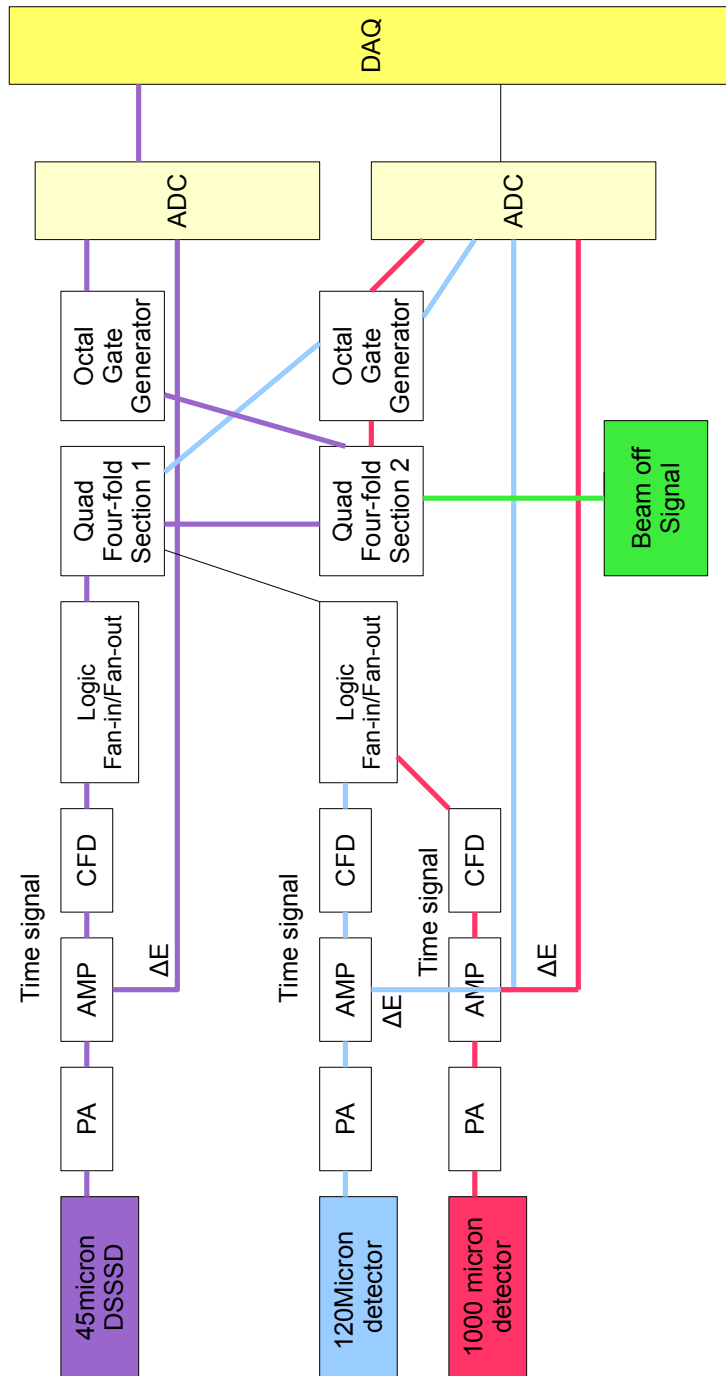 45micron
DSSSD
PA
AMP
Time signal
ΔE
CFD
Logic
Fan-in/Fan-out
Quad
Four-fold
Section 1
Octal
Gate
Generator
ADC
DAQ
120Micron
detector
PA
AMP
Time signal
ΔE
CFD
Logic
Fan-in/Fan-out
Quad
Four-fold
Section 2
Octal
Gate
Generator
ADC
1000 micron
detector
PA
AMP
Time signal
ΔE
CFD
Beam off
Signal